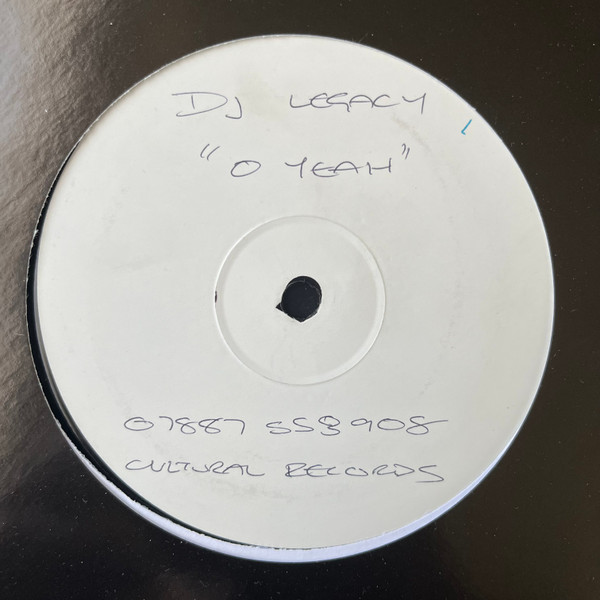 DJ LEGACY
"O YEAH"
07887 558908
CULTURAL RECORDS